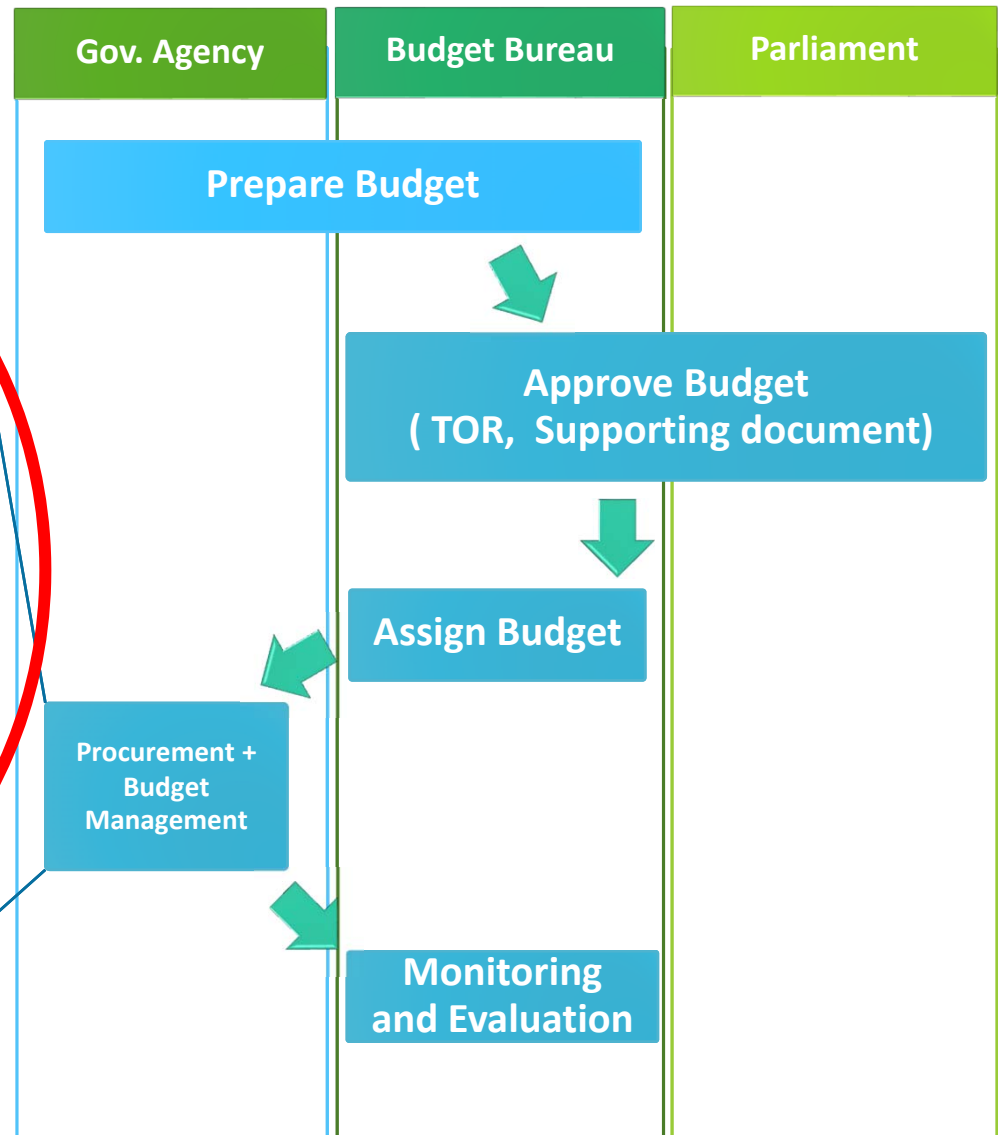 Gov. Agency
Budget Bureau
Parliament
Prepare Budget
Approve Budget
( TOR, Supporting document)
Assign Budget
Procurement +
Budget
Management
Monitoring
and Evaluation